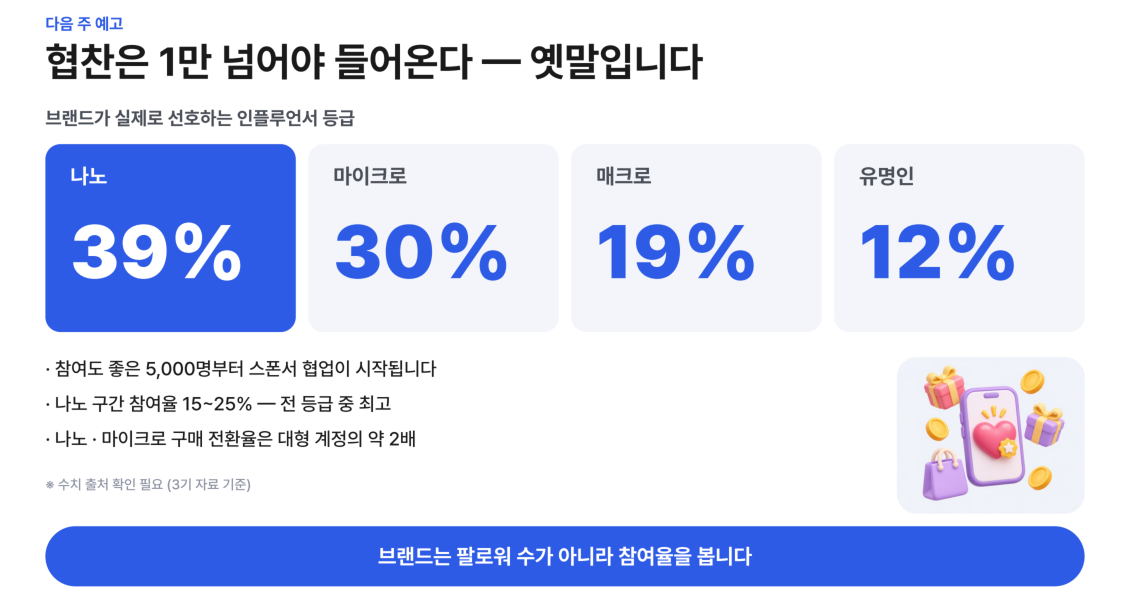 다음 주 예고
협찬은 1만 넘어야 들어온다 — 옛말입니다
브랜드가 실제로 선호하는 인플루언서 등급
나노
39%
마이크로
30%
매크로
19%
유명인
12%
· 참여도 좋은 5,000명부터 스폰서 협업이 시작됩니다
· 나노 구간 참여율 15~25% — 전 등급 중 최고
· 나노 · 마이크로 구매 전환율은 대형 계정의 약 2배
※ 수치 출처 확인 필요 (3기 자료 기준)
브랜드는 팔로워 수가 아니라 참여율을 봅니다